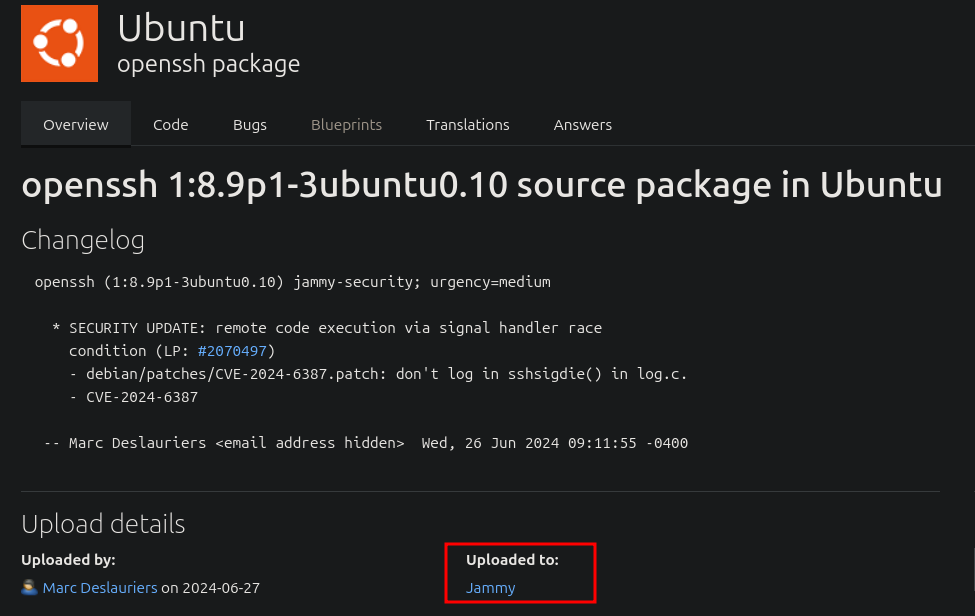 Ubuntu
openssh package
Overview Code Bugs Blueprints Translations Answers
openssh 1:8.9p1-3ubuntu0.10 source package in Ubuntu
Changelog
openssh (1:8.9p1-3ubuntu0.10) jammy-security; urgency=medium
* SECURITY UPDATE: remote code execution via signal handler race
condition (LP: #2070497)
- debian/patches/CVE-2024-6387.patch: don't log in sshsigdie() in log.c.
- CVE-2024-6387
-- Marc Deslauriers <email address hidden>  Wed, 26 Jun 2024 09:11:55 -0400
Upload details
Uploaded by:
Marc Deslauriers on 2024-06-27
Uploaded to:
Jammy